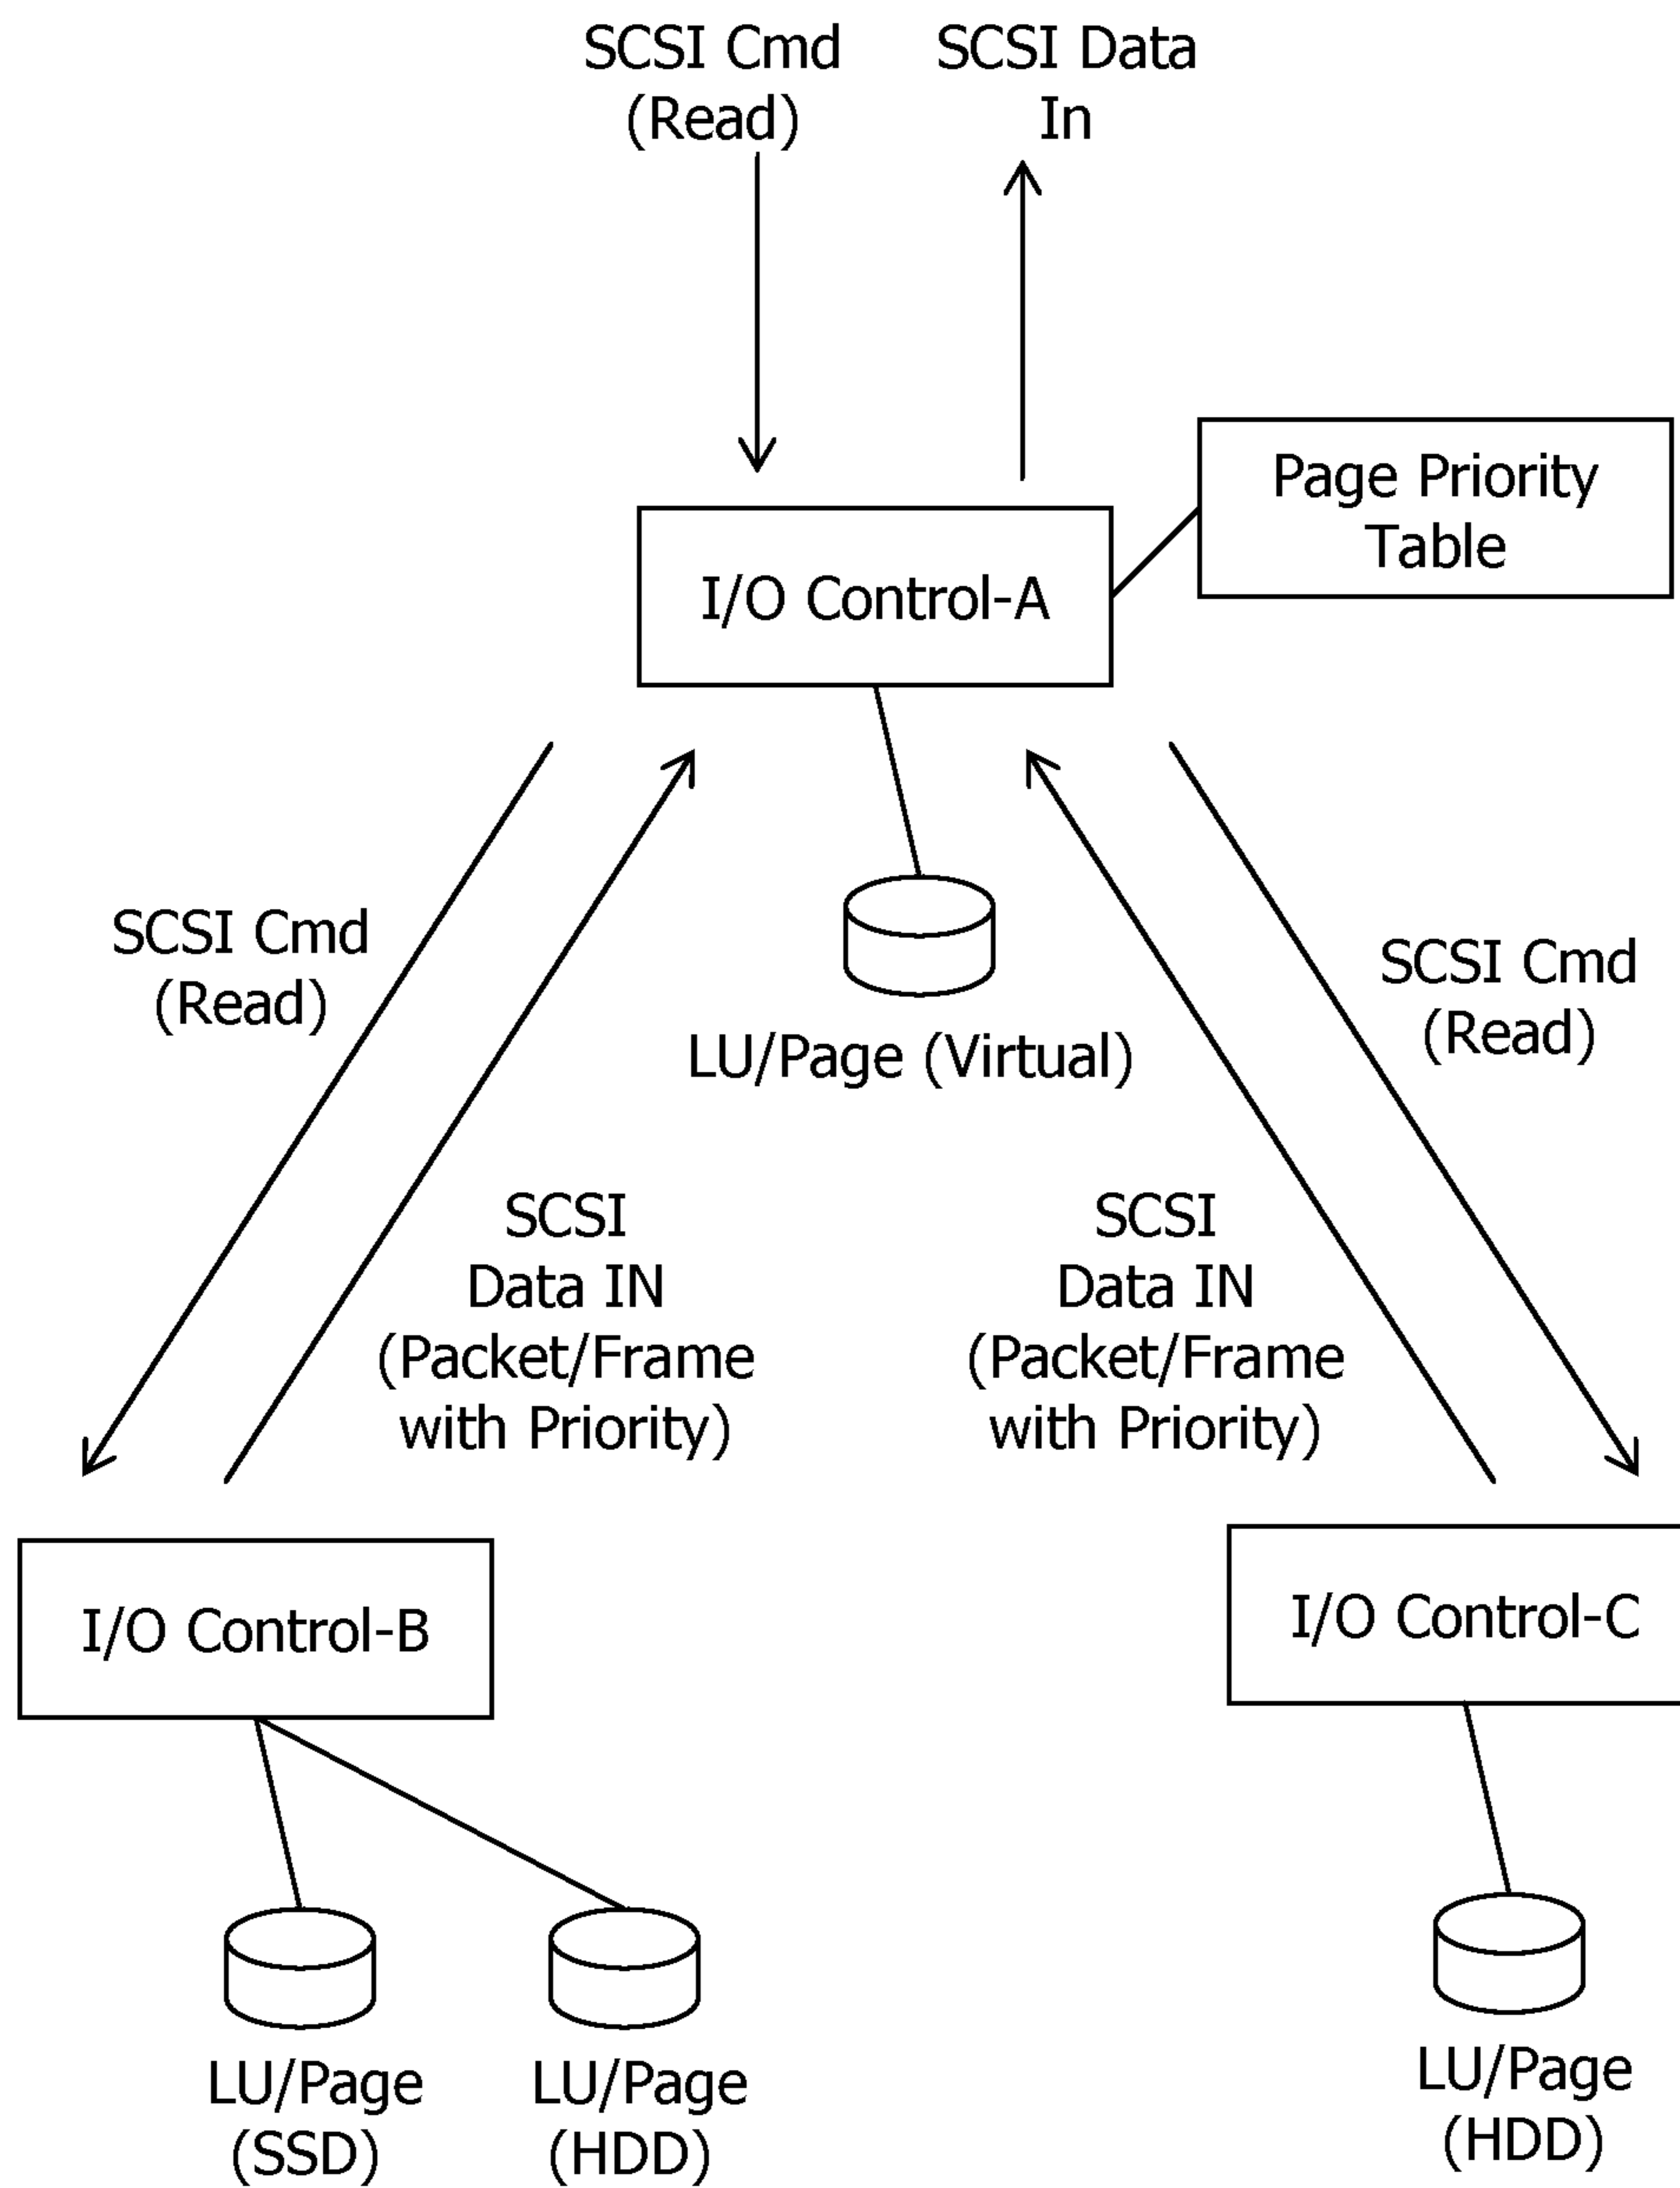 SCSI Cmd
(Read)
SCSI Data
In
Page Priority
Table
I/O Control-A
SCSI Cmd
(Read)
SCSI Cmd
(Read)
LU/Page (Virtual)
SCSI
Data IN
(Packet/Frame
with Priority)
SCSI
Data IN
(Packet/Frame
with Priority)
I/O Control-B
I/O Control-C
LU/Page
(SSD)
LU/Page
(HDD)
LU/Page
(HDD)